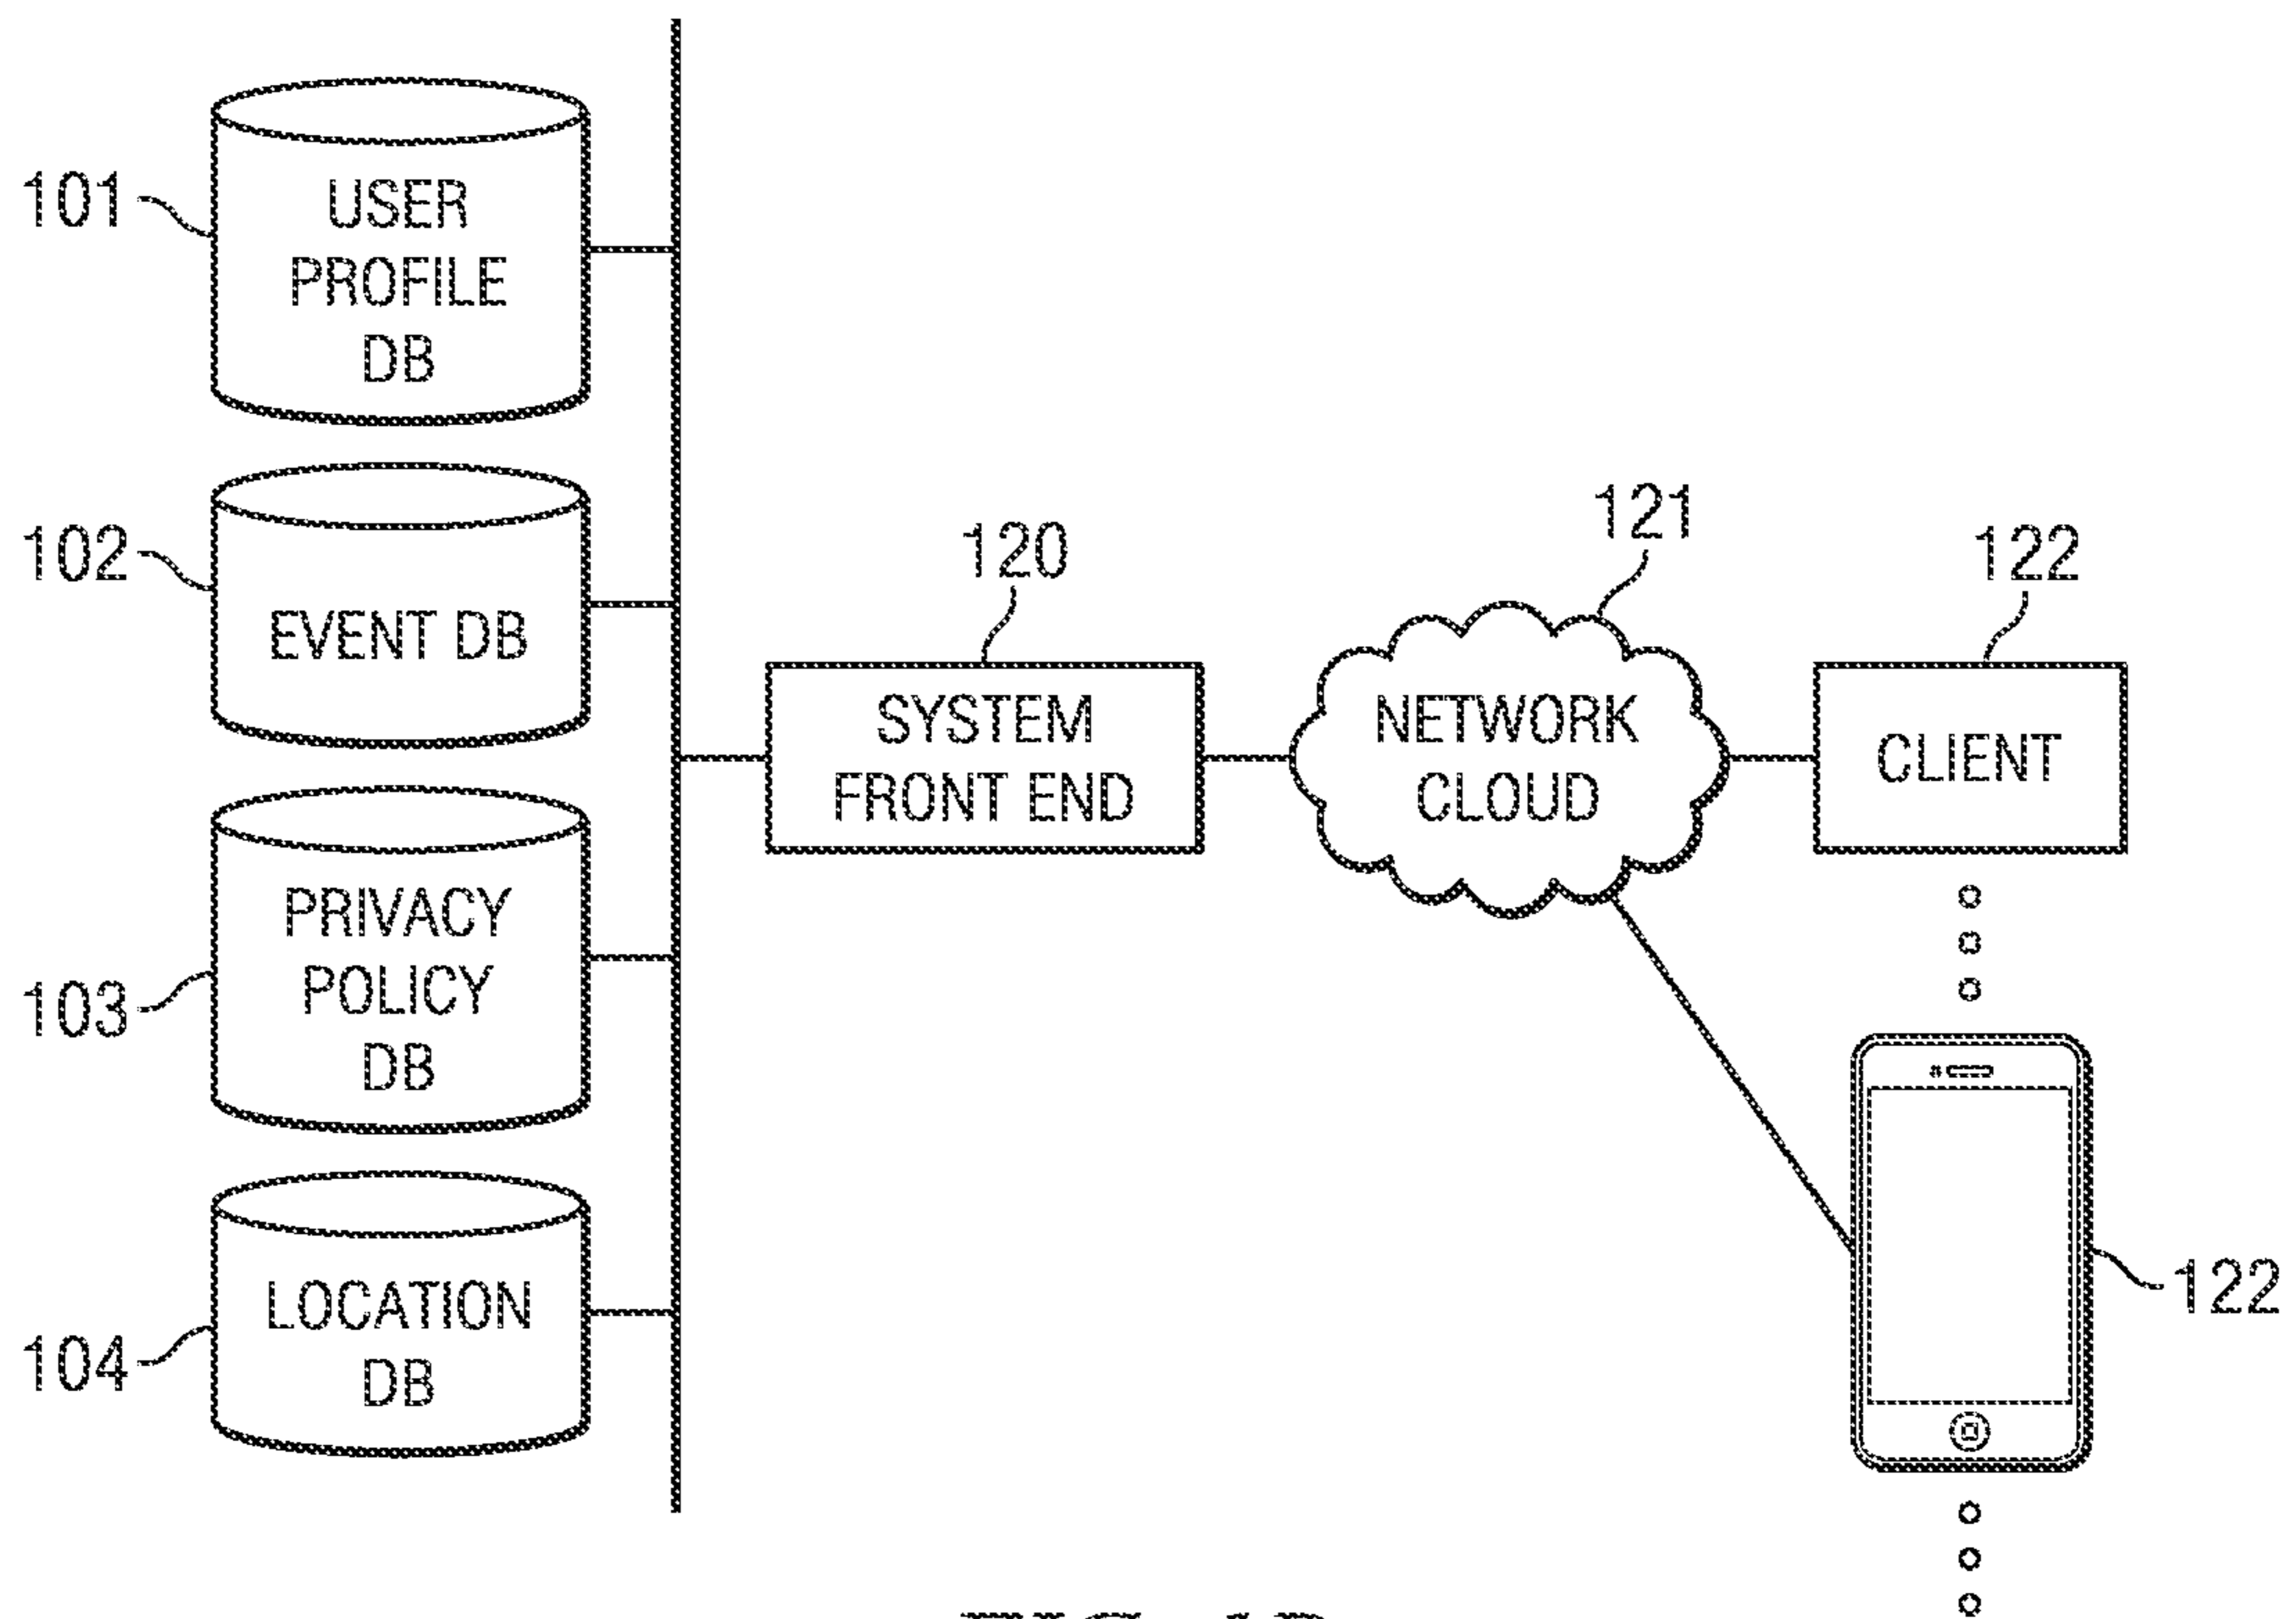 101
USER
PROFILE
DB
102
EVENT DB
103
PRIVACY
POLICY
DB
104
LOCATION
DB
120
SYSTEM
FRONT END
121
NETWORK
CLOUD
122
CLIENT
122